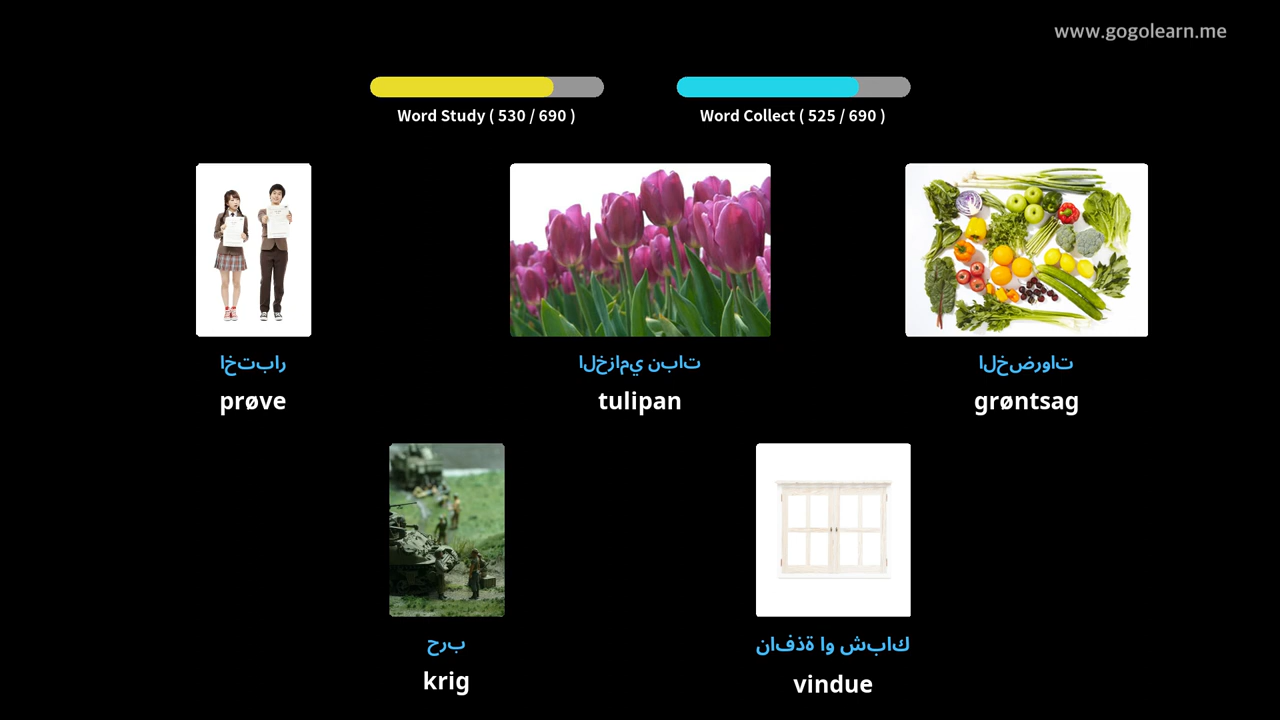 www.gogolearn.me
Word Study ( 530 / 690 )
Word Collect ( 525 / 690 )
اختبار
prøve
الخزامي نبات
tulipan
الخضروات
grøntsag
حرب
krig
نافذة او شباك
vindue